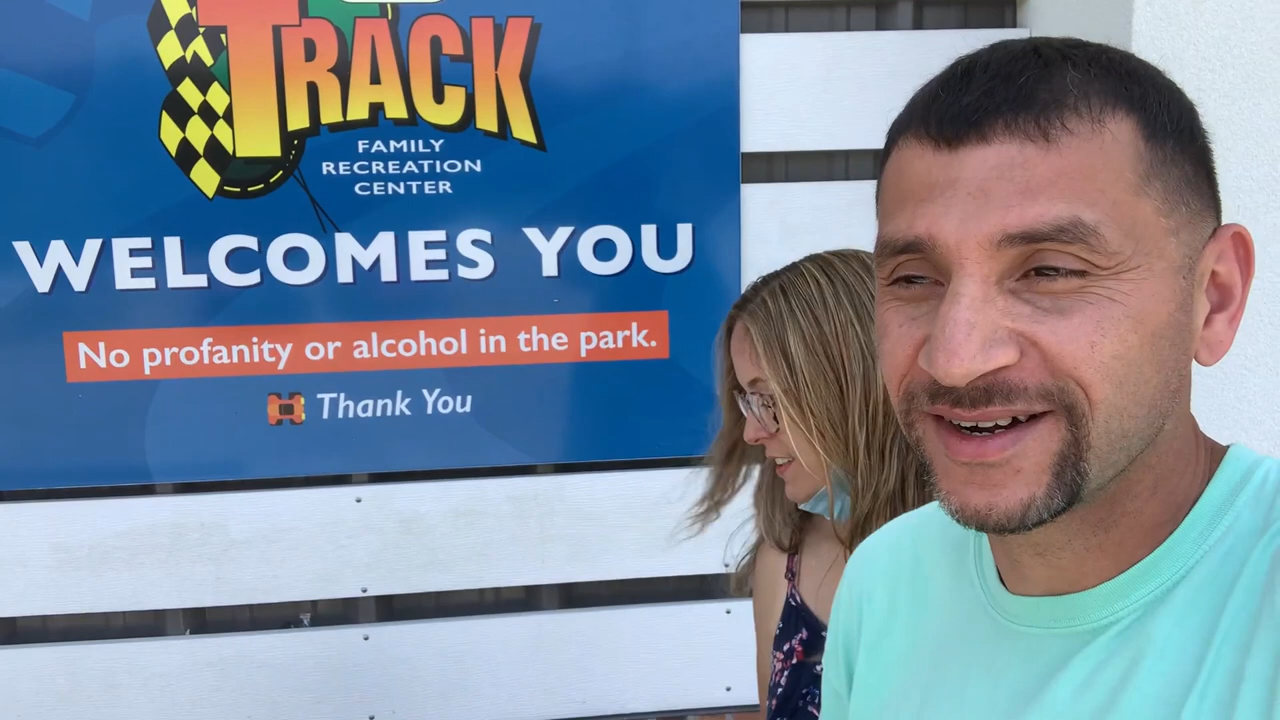 TRACK
FAMILY
RECREATION
CENTER
WELCOMES YOU
No profanity or alcohol in the park.
Thank You